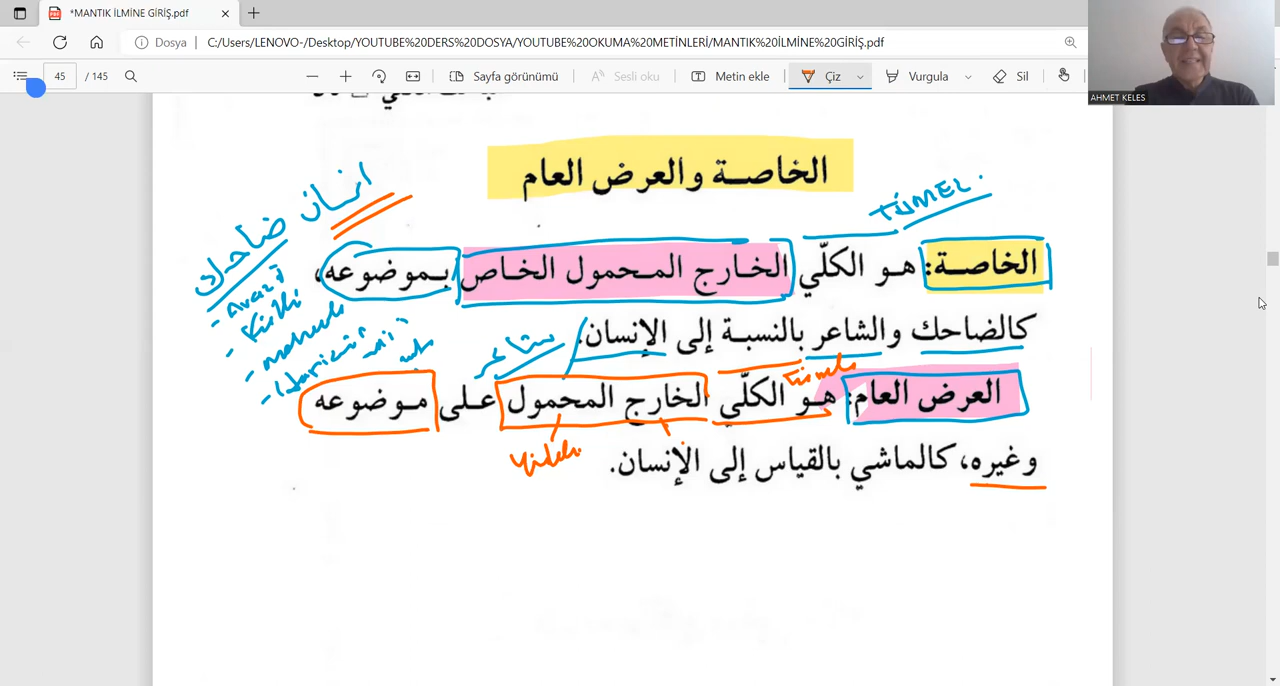 *MANTIK İLMİNE GİRİŞ.pdf
Dosya C:/Users/LENOVO-/Desktop/YOUTUBE%20DERS%20DOSYA/YOUTUBE%20OKUMA%20METİNLERİ/MANTIK%20İLMİNE%20GİRİŞ.pdf
45 / 145 Sayfa görünümü Sesli oku Metin ekle Çiz Vurgula Sil
AHMET KELES
الخاصة والعرض العام
انسان
ضاحك
TÜMEL
الخاصة: هو الكلّي الخارج المحمول الخاص بموضوعه،
- Arazî
كالضاحك والشاعر بالنسبة إلى الإنسان.
شاعر
العرض العام: هو الكلّي الخارج المحمول على موضوعه
وغيره، كالماشي بالقياس إلى الإنسان.